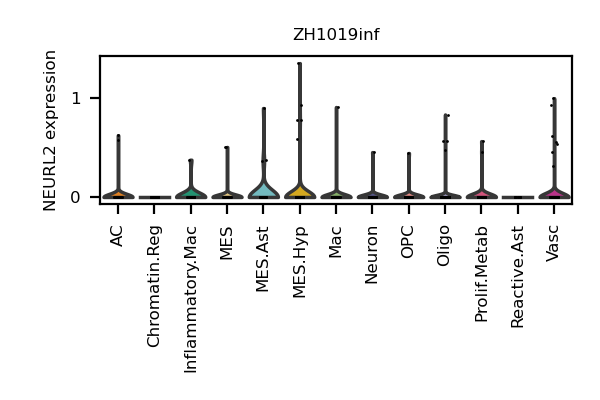 ZH1019inf
NEURL2 expression
1
0
AC
Chromatin.Reg
Inflammatory.Mac
MES
MES.Ast
MES.Hyp
Mac
Neuron
OPC
Oligo
Prolif.Metab
Reactive.Ast
Vasc